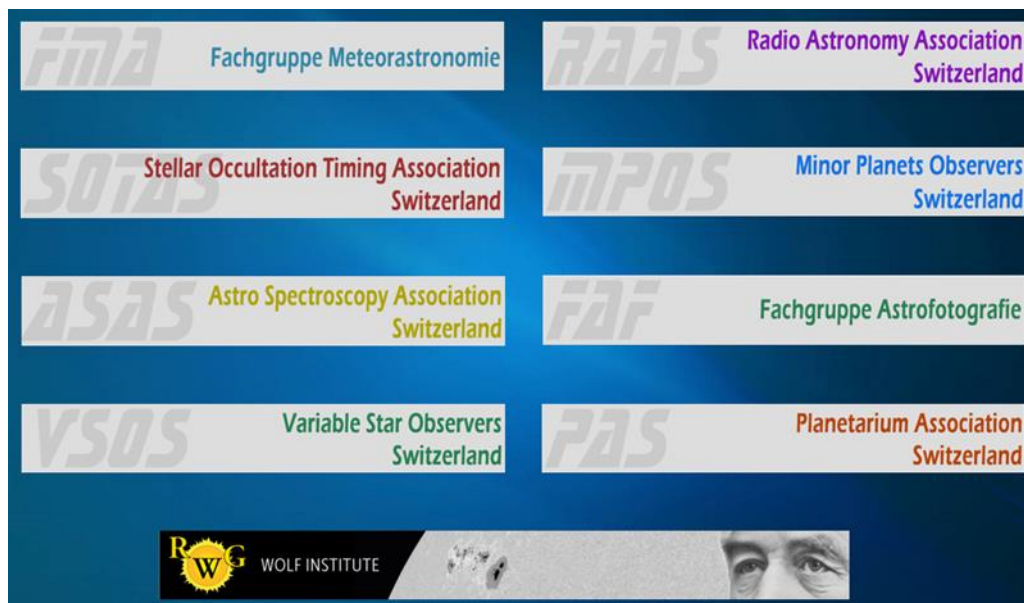 FMA
Fachgruppe Meteorastronomie
RAAS
Radio Astronomy Association
Switzerland
SOTAS
Stellar Occultation Timing Association
Switzerland
MPOS
Minor Planets Observers
Switzerland
ASAS
Astro Spectroscopy Association
Switzerland
FAF
Fachgruppe Astrofotografie
VSOS
Variable Star Observers
Switzerland
PAS
Planetarium Association
Switzerland
RWG
WOLF INSTITUTE